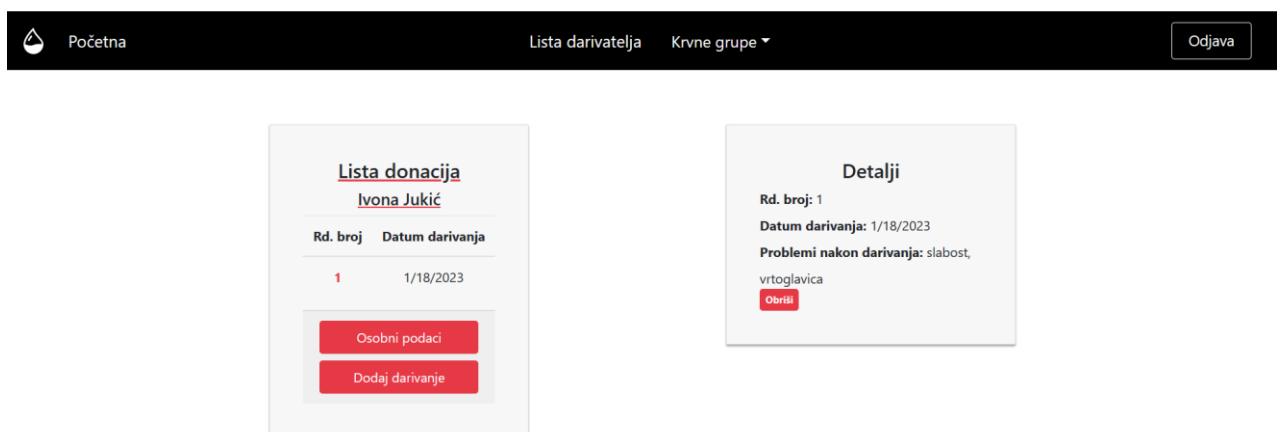 Početna
Lista darivatelja
Krvne grupe
Odjava
Lista donacija
Ivona Jukić
Rd. broj Datum darivanja
1 1/18/2023
Osobni podaci
Dodaj darivanje
Detalji
Rd. broj: 1
Datum darivanja: 1/18/2023
Problemi nakon darivanja: slabost,
vrtoglavica
Obriši